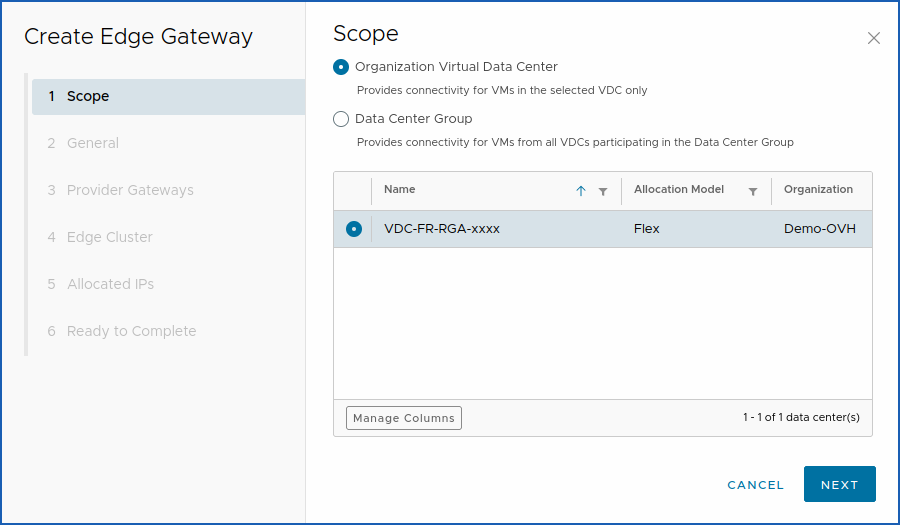 Create Edge Gateway
1 Scope
2 General
3 Provider Gateways
4 Edge Cluster
5 Allocated IPs
6 Ready to Complete
Scope
Organization Virtual Data Center
Provides connectivity for VMs in the selected VDC only
Data Center Group
Provides connectivity for VMs from all VDCs participating in the Data Center Group
Name Allocation Model Organization
VDC-FR-RGA-xxxx Flex Demo-OVH
Manage Columns 1 - 1 of 1 data center(s)
CANCEL NEXT